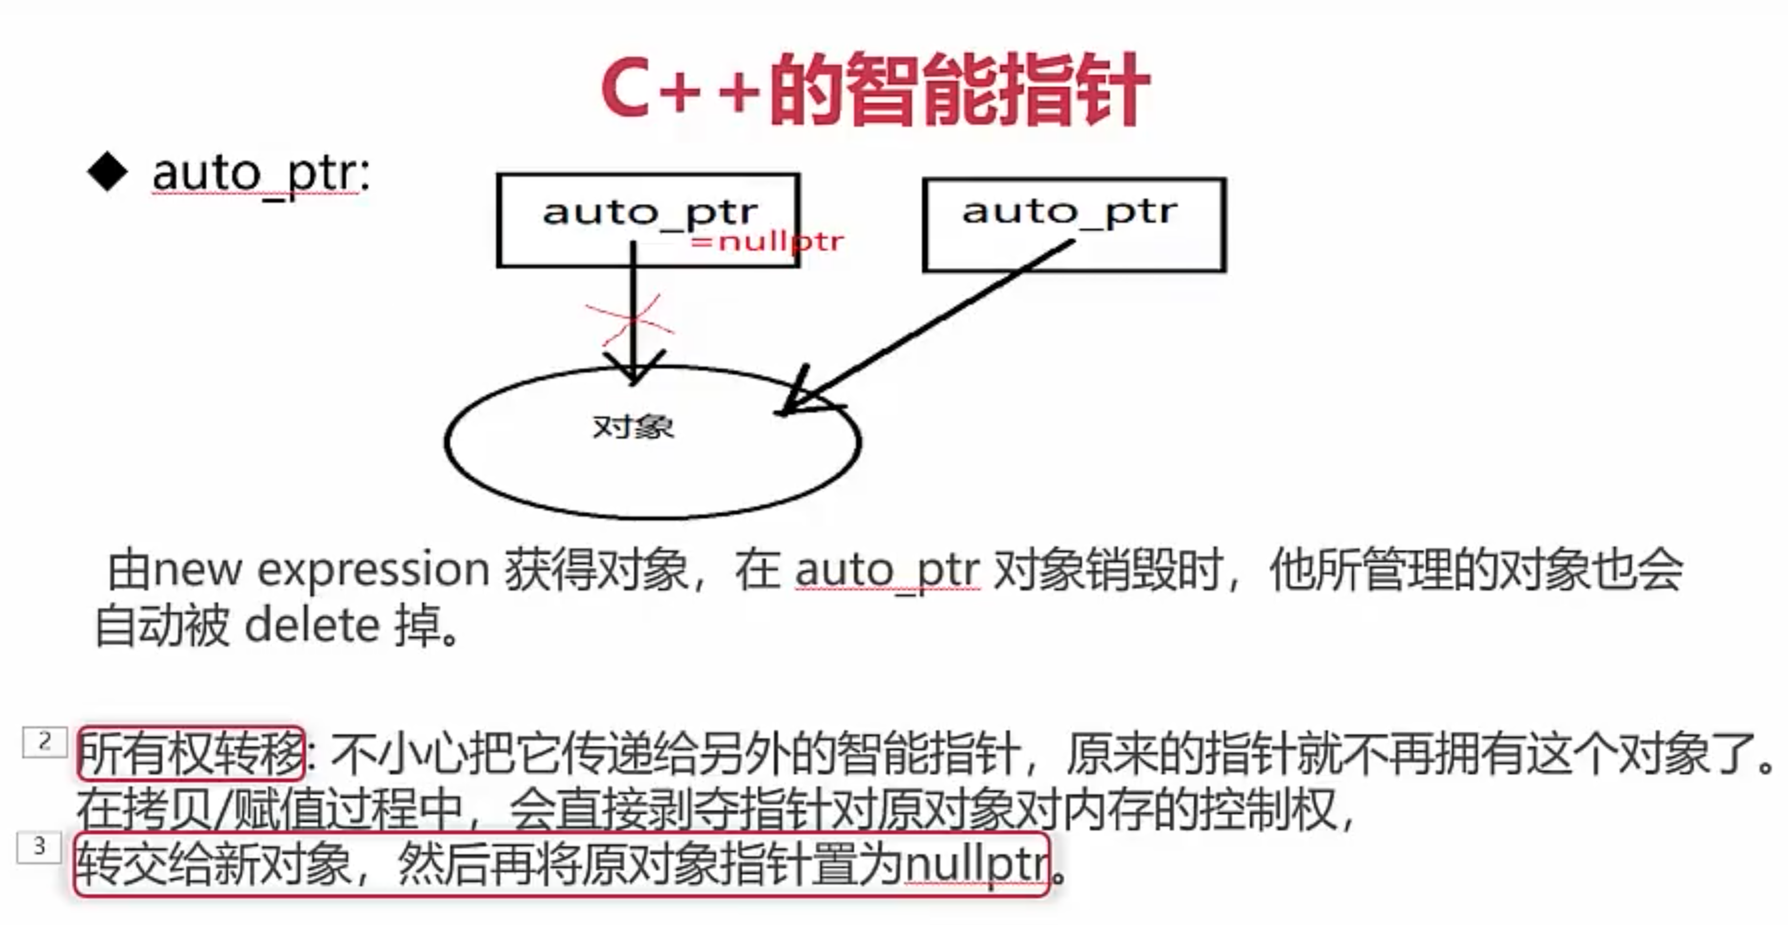 C++的智能指针
◆ auto_ptr:
auto_ptr
=nullptr
auto_ptr
对象
由new expression 获得对象，在 auto_ptr 对象销毁时，他所管理的对象也会
自动被 delete 掉。
2
所有权转移: 不小心把它传递给另外的智能指针，原来的指针就不再拥有这个对象了。
在拷贝/赋值过程中，会直接剥夺指针对原对象对内存的控制权，
3
转交给新对象，然后再将原对象指针置为nullptr。